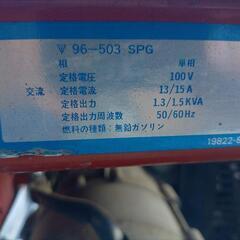 96-503 SPG
相 単相
定格電圧 100V
交流 定格電流 13/15A
定格出力 1.3/1.5KVA
定格出力周波数 50/60Hz
燃料の種類：無鉛ガソリン
19822-